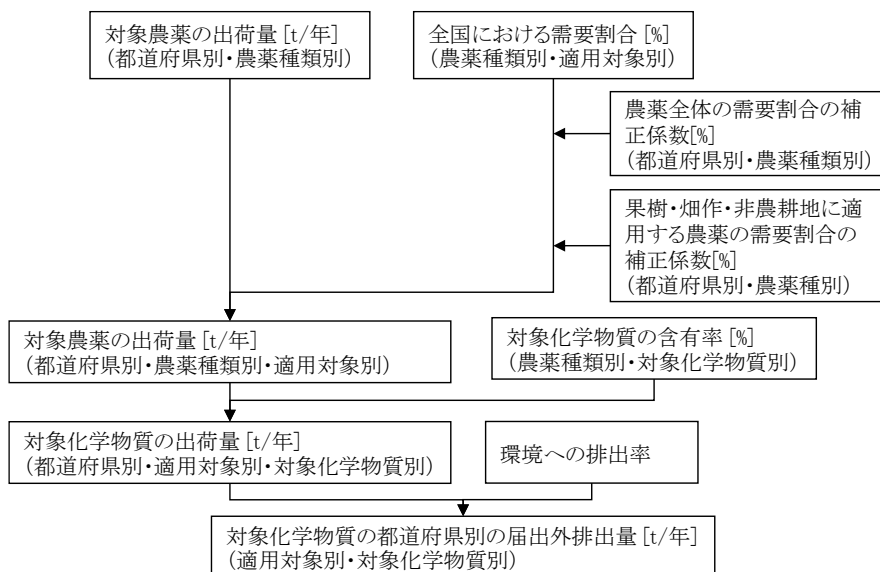 対象農薬の出荷量[t/年]
(都道府県別・農薬種類別)
全国における需要割合[%]
(農薬種類別・適用対象別)
農薬全体の需要割合の補
正係数[%]
(都道府県別・農薬種類別)
果樹・畑作・非農耕地に適
用する農薬の需要割合の
補正係数[%]
(都道府県別・農薬種別)
対象農薬の出荷量[t/年]
(都道府県別・農薬種類別・適用対象別)
対象化学物質の含有率[%]
(農薬種類別・対象化学物質別)
対象化学物質の出荷量[t/年]
(都道府県別・適用対象別・対象化学物質別)
環境への排出率
対象化学物質の都道府県別の届出外排出量[t/年]
(適用対象別・対象化学物質別)